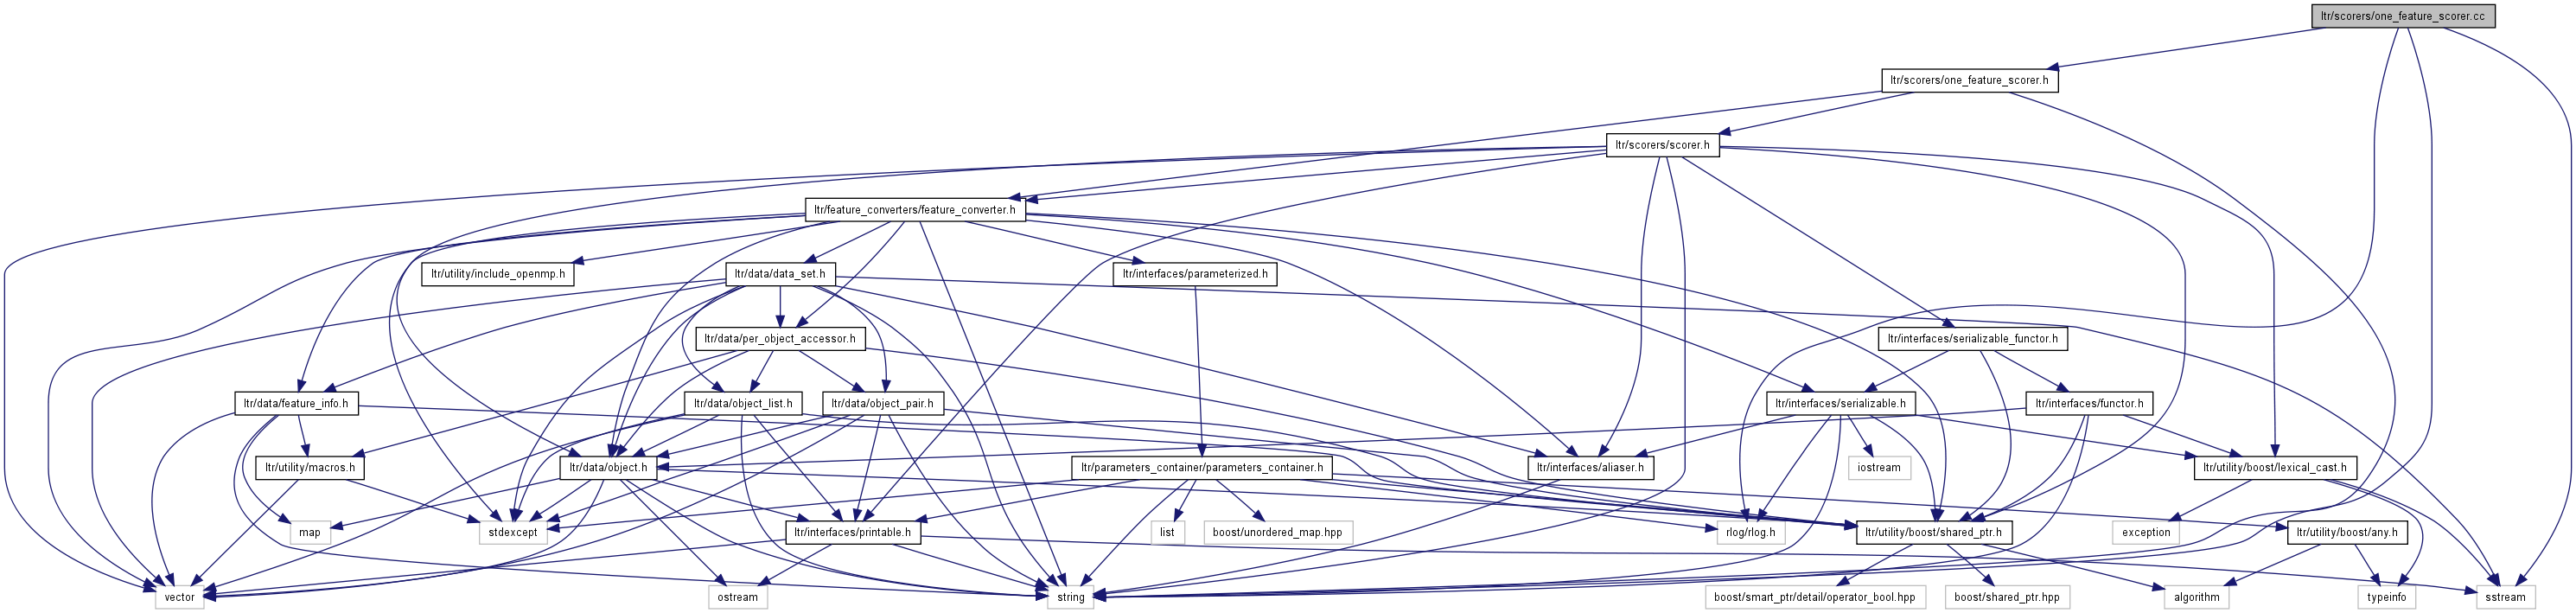 ltr/scorers/one_feature_scorer.cc
ltr/scorers/one_feature_scorer.h
ltr/scorers/scorer.h
ltr/feature_converters/feature_converter.h
ltr/utility/include_openmp.h
ltr/data/data_set.h
ltr/interfaces/parameterized.h
ltr/data/per_object_accessor.h
ltr/interfaces/serializable_functor.h
ltr/data/feature_info.h
ltr/data/object_list.h
ltr/data/object_pair.h
ltr/interfaces/serializable.h
ltr/interfaces/functor.h
ltr/utility/macros.h
ltr/data/object.h
ltr/parameters_container/parameters_container.h
ltr/interfaces/aliaser.h
iostream
ltr/utility/boost/lexical_cast.h
map
stdexcept
ltr/interfaces/printable.h
list
boost/unordered_map.hpp
rlog/rlog.h
ltr/utility/boost/shared_ptr.h
exception
ltr/utility/boost/any.h
vector
ostream
string
boost/smart_ptr/detail/operator_bool.hpp
boost/shared_ptr.hpp
algorithm
typeinfo
sstream